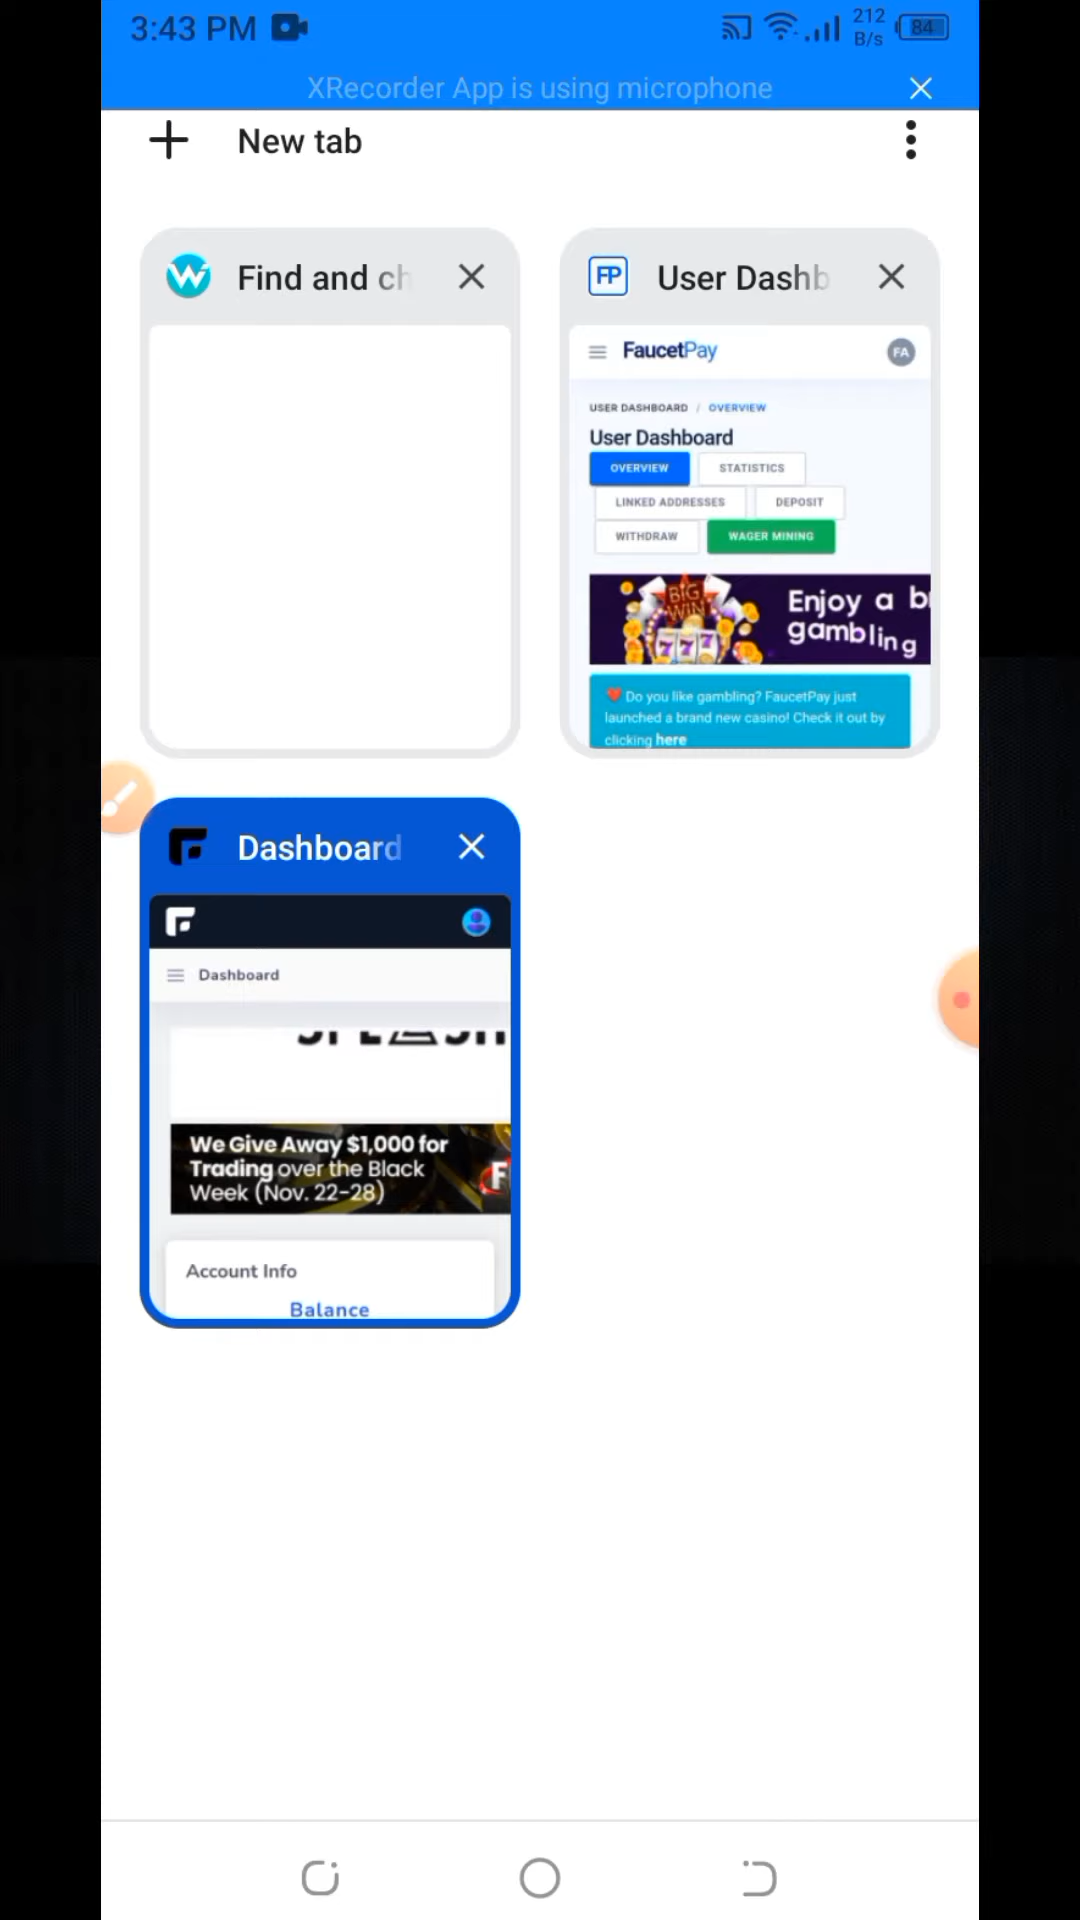 3:43 PM
212
B/s
84
XRecorder App is using microphone
New tab
Find and ch
FP
User Dashb
FaucetPay
FA
USER DASHBOARD / OVERVIEW
User Dashboard
OVERVIEW
STATISTICS
LINKED ADDRESSES
DEPOSIT
WITHDRAW
WAGER MINING
BIG
WIN
777
Enjoy a b
gambling
Do you like gambling? FaucetPay just
launched a brand new casino! Check it out by
clicking here
Dashboard
Dashboard
We Give Away $1,000 for
Trading over the Black
Week (Nov. 22-28)
Account Info
Balance